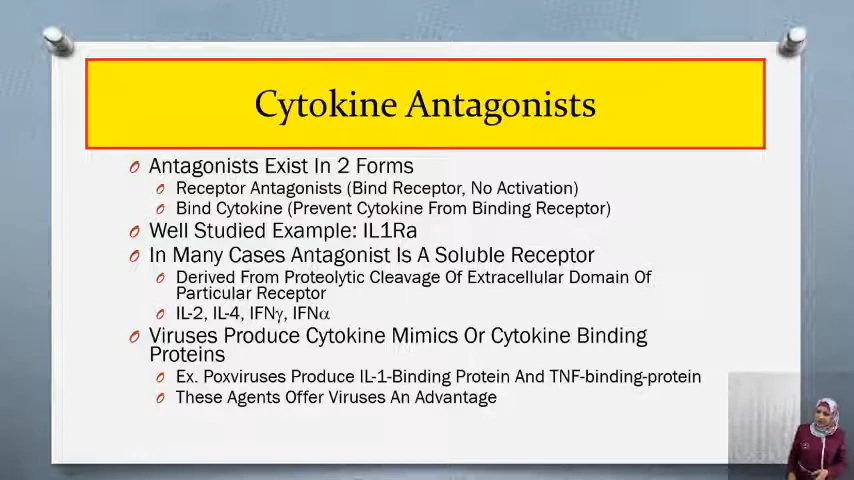 Cytokine Antagonists
Antagonists Exist In 2 Forms
Receptor Antagonists (Bind Receptor, No Activation)
Bind Cytokine (Prevent Cytokine From Binding Receptor)
Well Studied Example: IL1Ra
In Many Cases Antagonist Is A Soluble Receptor
Derived From Proteolytic Cleavage Of Extracellular Domain Of
Particular Receptor
IL-2, IL-4, IFNγ, IFNα
Viruses Produce Cytokine Mimics Or Cytokine Binding
Proteins
Ex. Poxviruses Produce IL-1-Binding Protein And TNF-binding-protein
These Agents Offer Viruses An Advantage